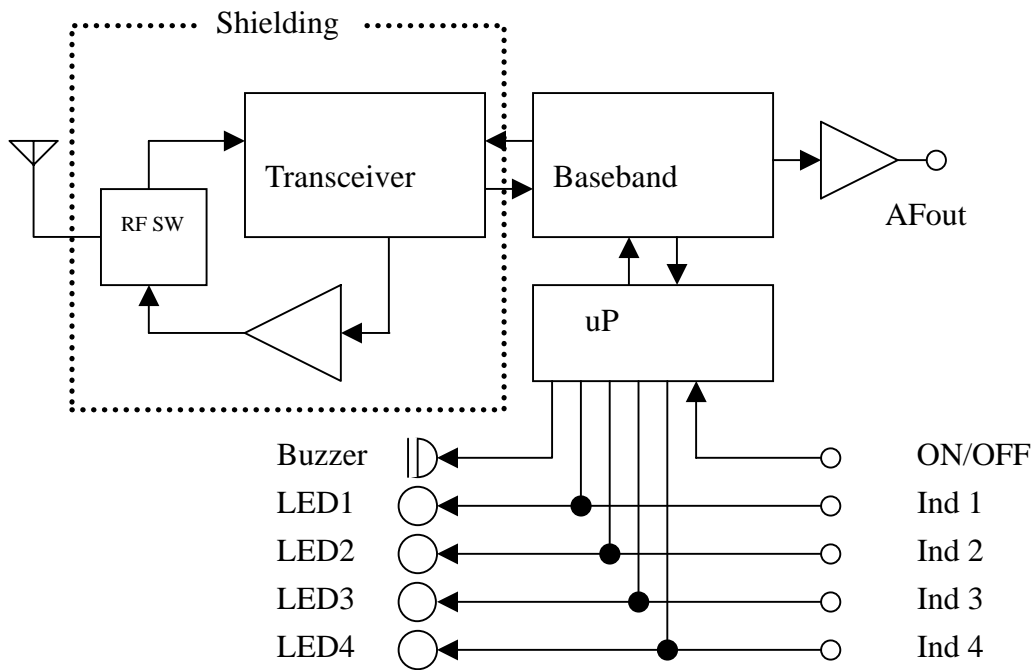 Shielding
Transceiver
Baseband
RF SW
AFout
uP
Buzzer
ON/OFF
LED1
Ind 1
LED2
Ind 2
LED3
Ind 3
LED4
Ind 4